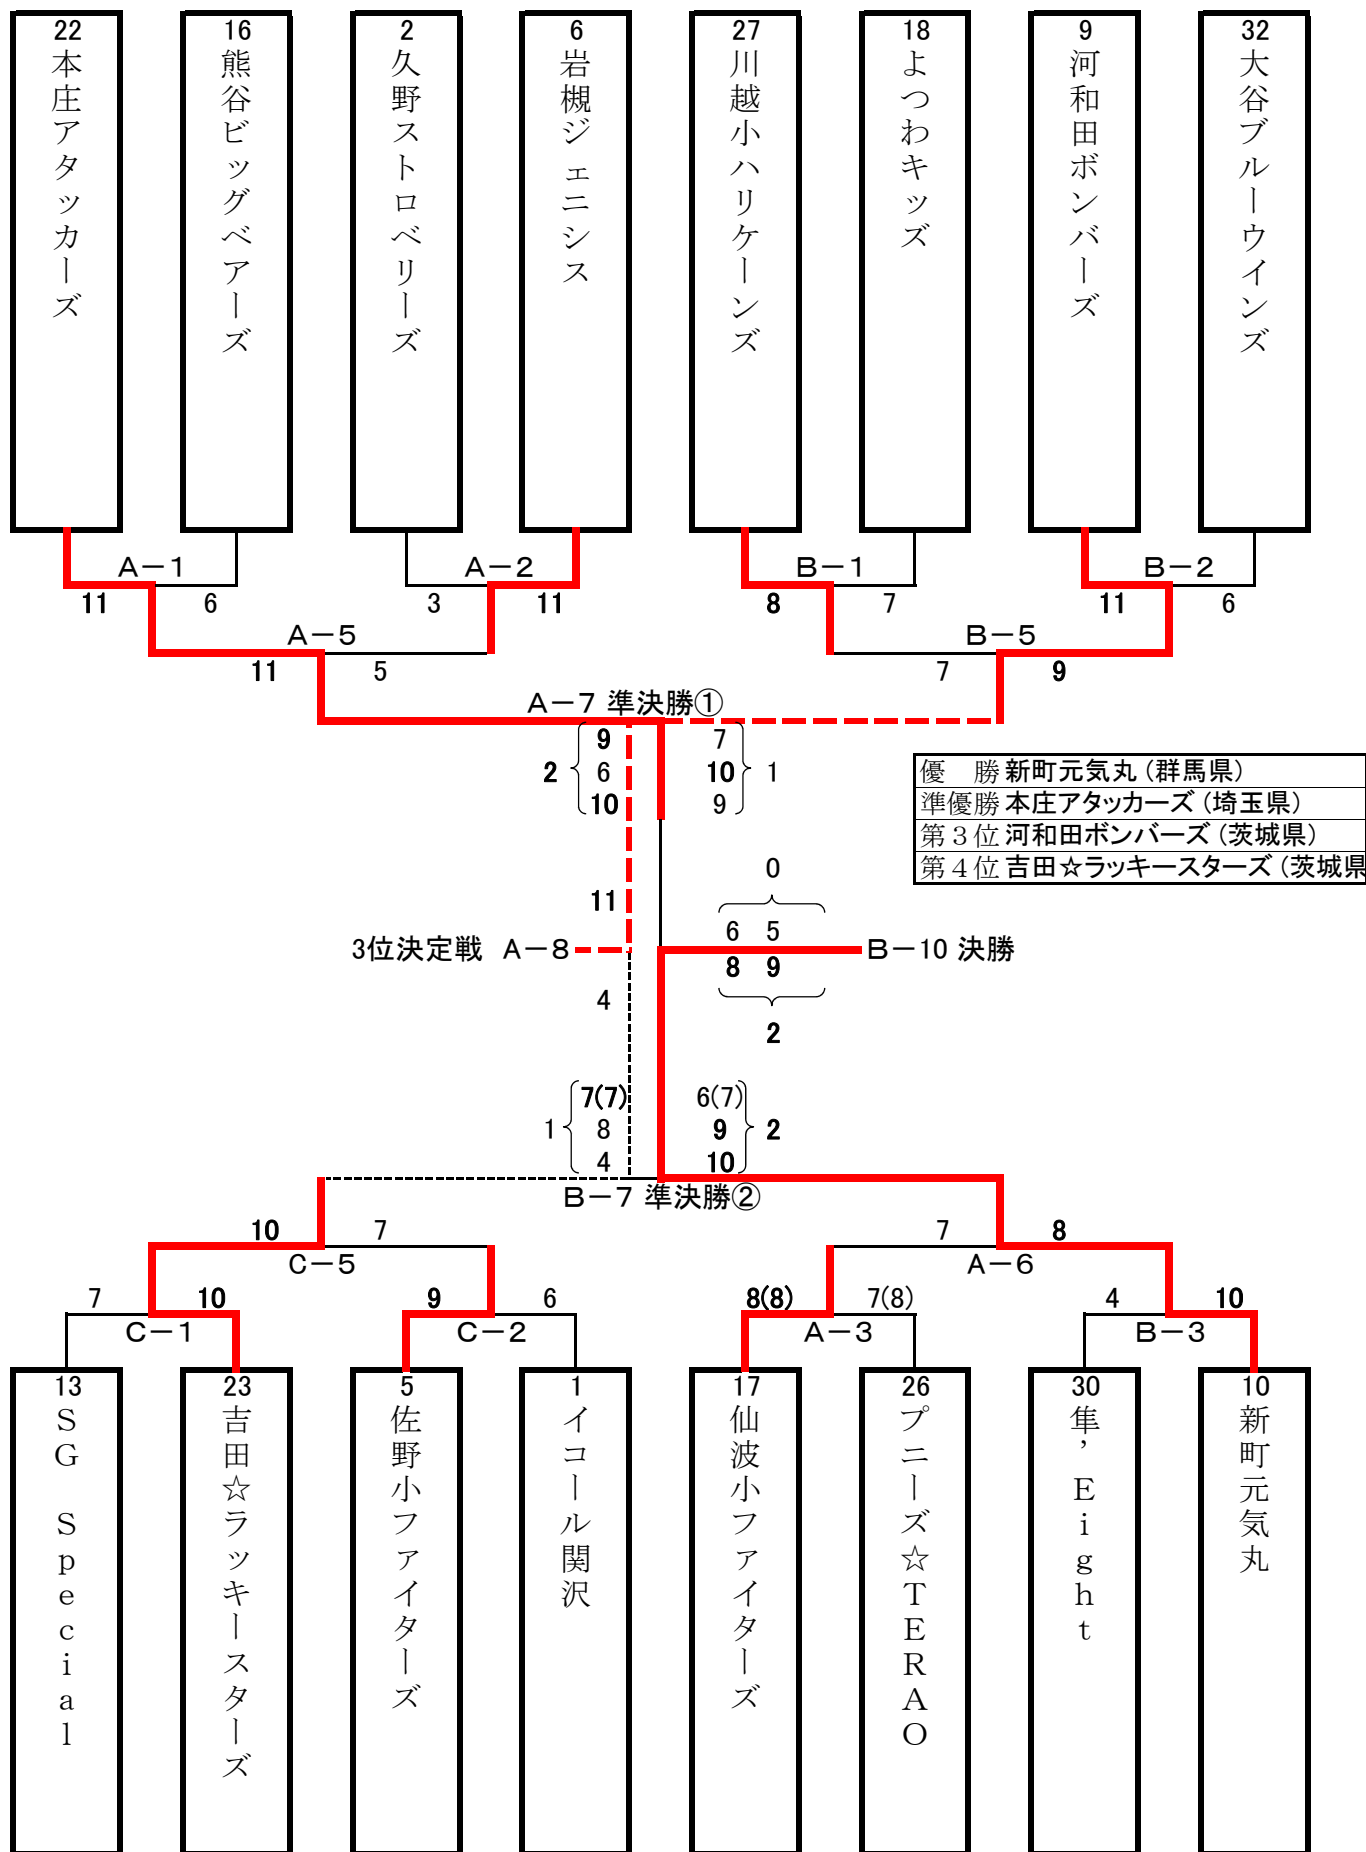 22 16 2 6 27 18 9 32
本庄アタッカーズ
熊谷ビッグベアーズ
久野ストロベリーズ
岩槻ジェニシス
川越小ハリケーンズ
よつわキッズ
河和田ボンバーズ
大谷ブルーウインズ
A－1 A－2 B－1 B－2
11 6 3 11 8 7 11 6
A－5 B－5
11 5 7 9
A－7 準決勝①
9 7
2 6 10 1
10 9
優　勝 新町元気丸 (群馬県)
準優勝 本庄アタッカーズ (埼玉県)
第３位 河和田ボンバーズ (茨城県)
第４位 吉田☆ラッキースターズ (茨城県
0
11
6 5
3位決定戦 A－8 B－10 決勝
8 9
4
2
7(7) 6(7)
1 8 9 2
4 10
B－7 準決勝②
10 7 7 8
C－5 A－6
7 10 9 6 8(8) 7(8) 4 10
C－1 C－2 A－3 B－3
13 23 5 1 17 26 30 10
SG Special
吉田☆ラッキースターズ
佐野小ファイターズ
イコール関沢
仙波小ファイターズ
プニーズ☆TERAO
隼’Eight
新町元気丸